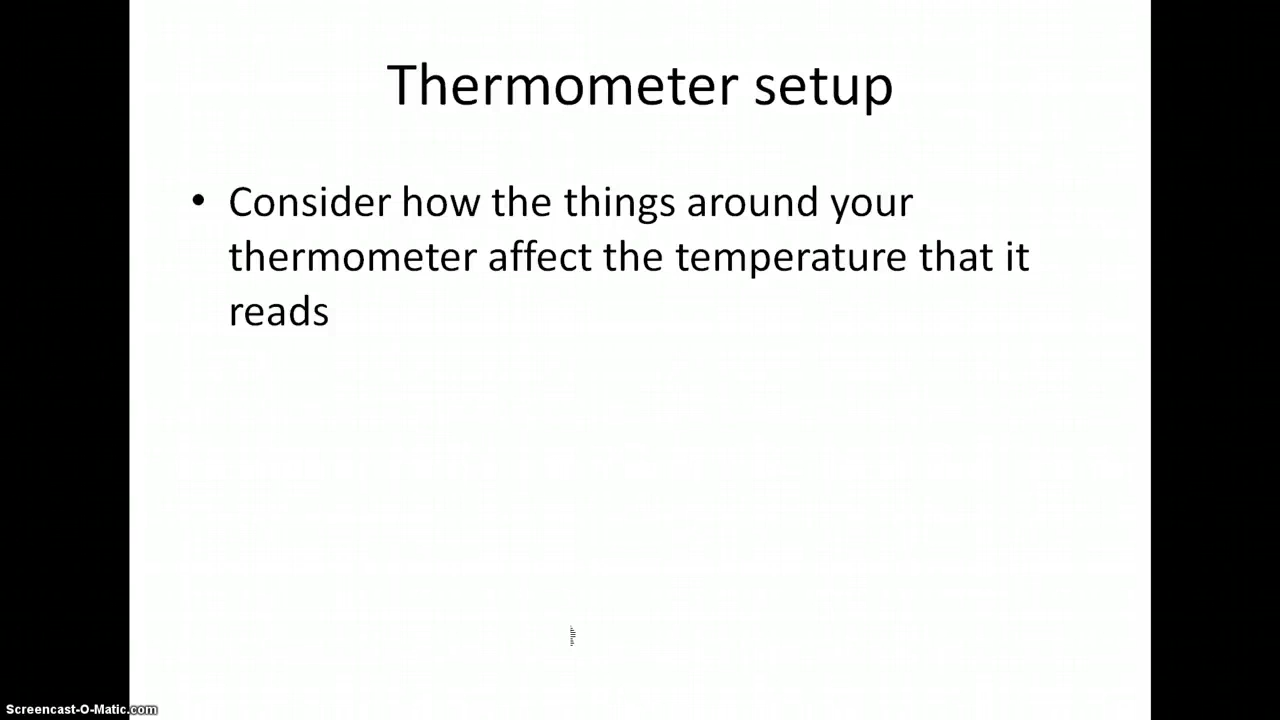 Thermometer setup
• Consider how the things around your
thermometer affect the temperature that it
reads
Screencast-O-Matic.com